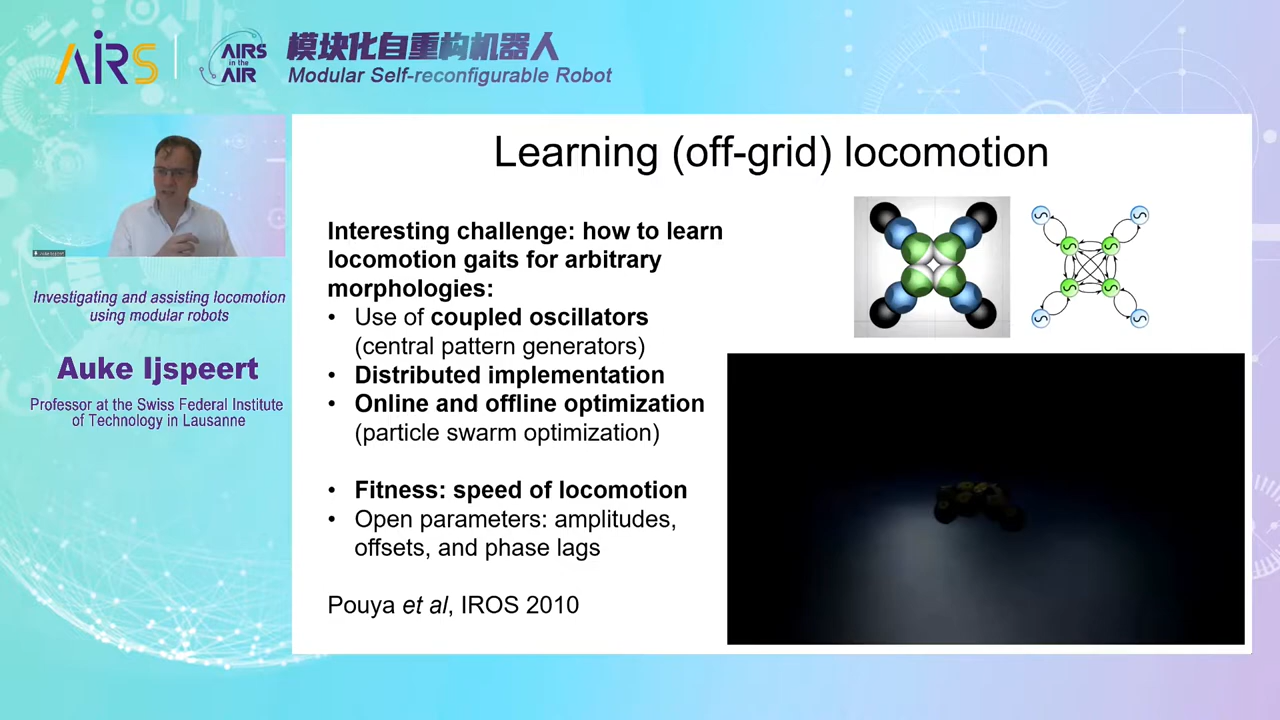 AIRS
AIRS
in the
AIR
模块化自重构机器人
Modular Self-reconfigurable Robot
Learning (off-grid) locomotion
Interesting challenge: how to learn
locomotion gaits for arbitrary
morphologies:
• Use of coupled oscillators
(central pattern generators)
• Distributed implementation
• Online and offline optimization
(particle swarm optimization)
• Fitness: speed of locomotion
• Open parameters: amplitudes,
offsets, and phase lags
Pouya et al, IROS 2010
Investigating and assisting locomotion
using modular robots
Auke Ijspeert
Professor at the Swiss Federal Institute
of Technology in Lausanne